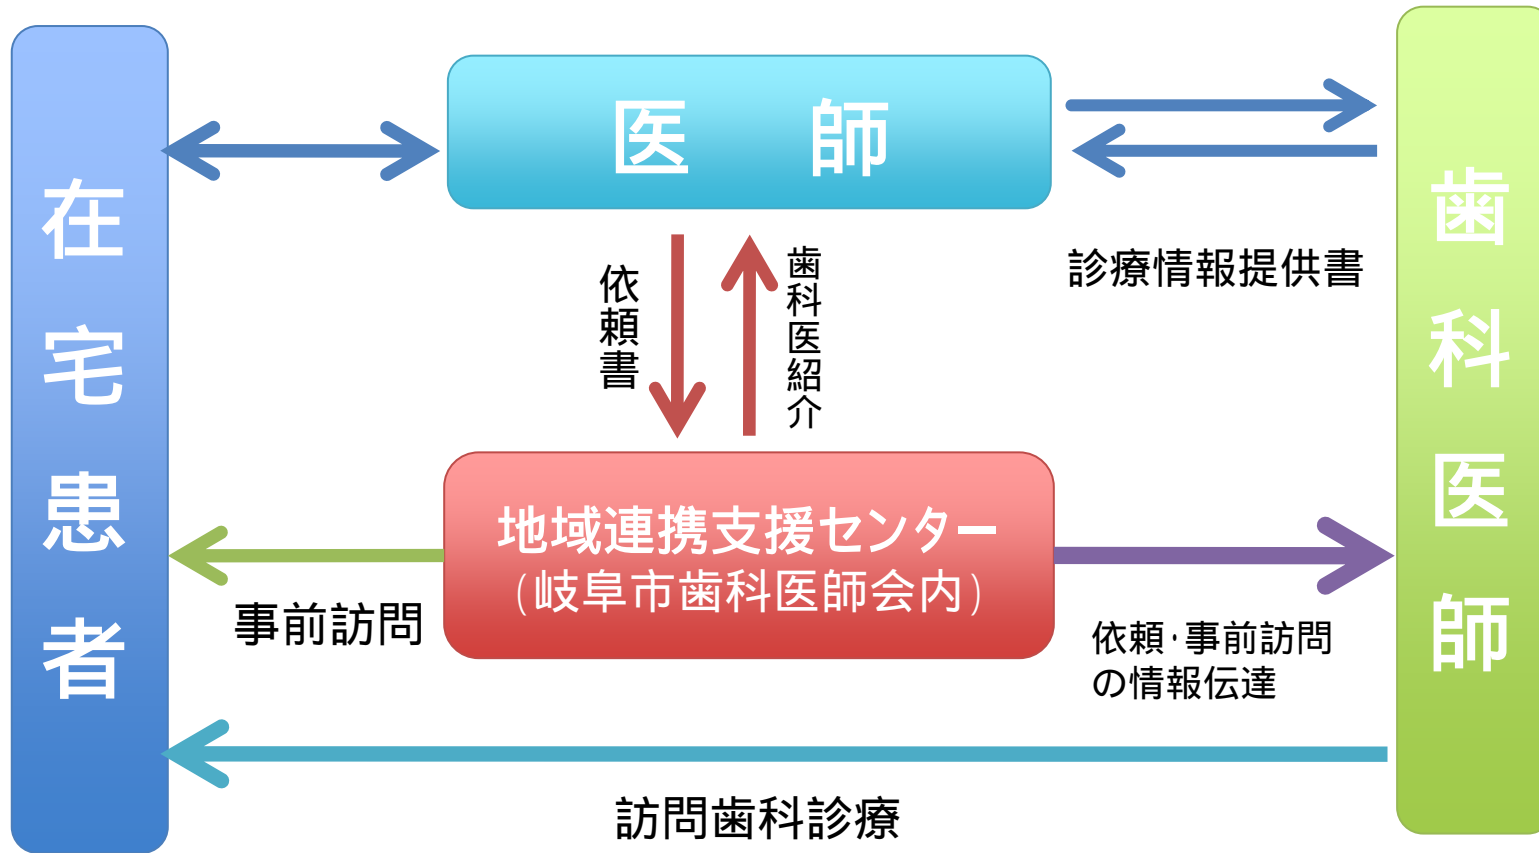 在宅患者
医　師
歯科医師
依頼書
歯科医紹介
診療情報提供書
地域連携支援センター
（岐阜市歯科医師会内）
事前訪問
依頼・事前訪問
の情報伝達
訪問歯科診療